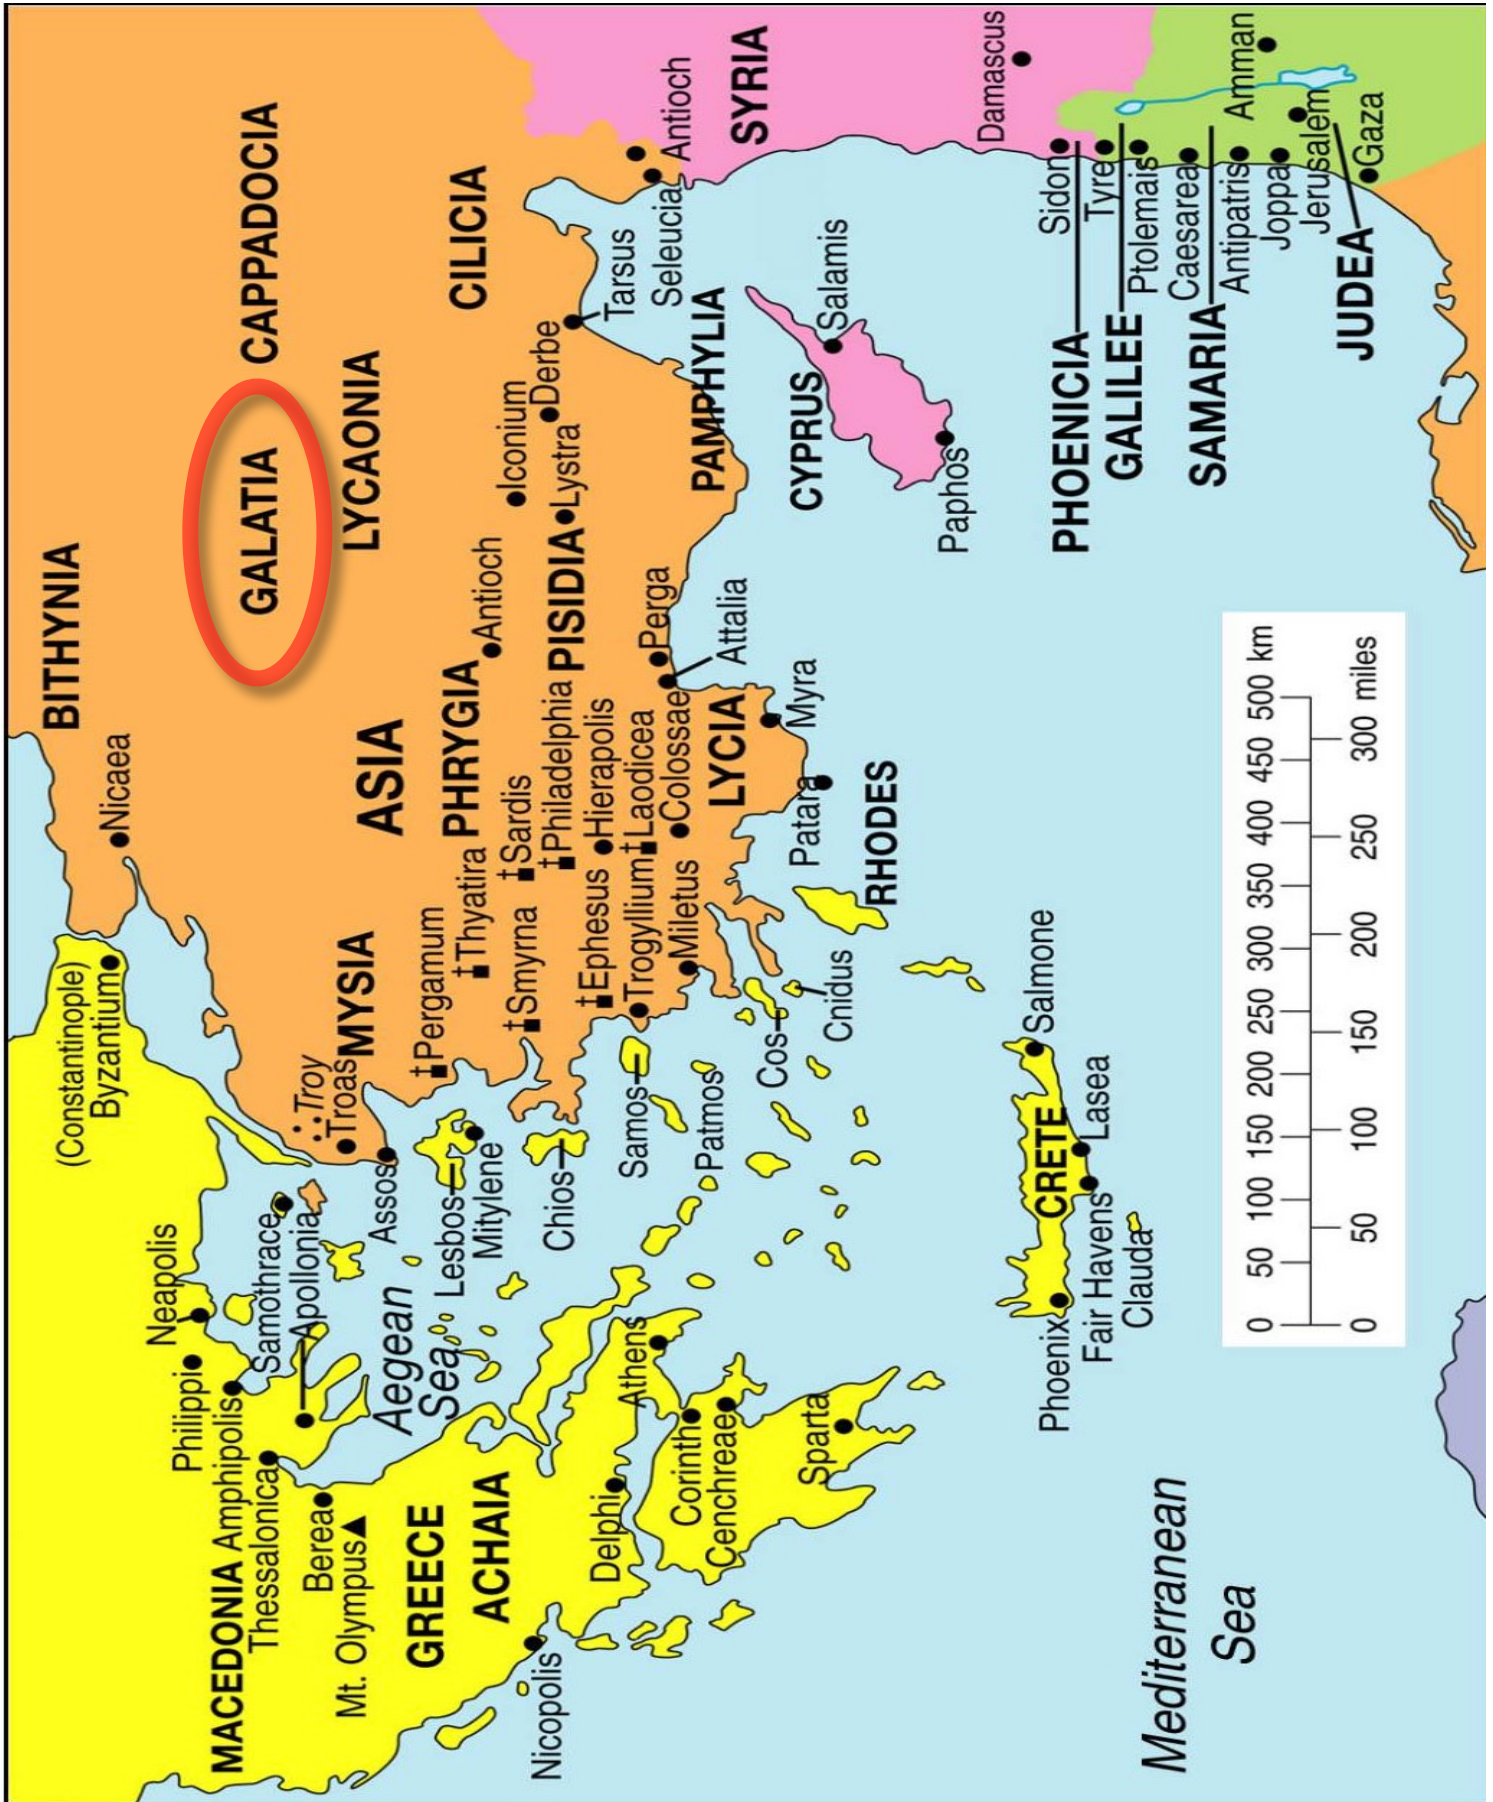 BITHYNIA
(Constantinople)
Byzantium
Nicaea
GALATIA
CAPPADOCIA
LYCAONIA
MACEDONIA
Philippi
Neapolis
Amphipolis
Thessalonica
Samothrace
Apollonia
Berea
Mt. Olympus
Troy
Troas
MYSIA
ASIA
Assos
Aegean
Sea
GREECE
ACHAIA
Lesbos
Mitylene
†Pergamum
†Thyatira
PHRYGIA
Antioch
Iconium
CILICIA
†Sardis
†Smyrna
Chios
†Philadelphia
PISIDIA
Lystra
Derbe
Tarsus
Nicopolis
Delphi
Athens
Samos
†Ephesus
Hierapolis
Trogyllium
†Laodicea
Perga
Seleucia
Antioch
Corinth
Cenchreae
Patmos
Miletus
Colossae
LYCIA
Attalia
PAMPHYLIA
SYRIA
Sparta
Cos
Cnidus
Patara
Myra
RHODES
CYPRUS
Salamis
Paphos
Phoenix
Fair Havens
Clauda
CRETE
Lasea
Salmone
Damascus
Sidon
PHOENICIA
Tyre
GALILEE
Ptolemais
Caesarea
SAMARIA
Antipatris
Amman
Joppa
Jerusalem
JUDEA
Gaza
Mediterranean
Sea
0 50 100 150 200 250 300 350 400 450 500 km
0 50 100 150 200 250 300 miles